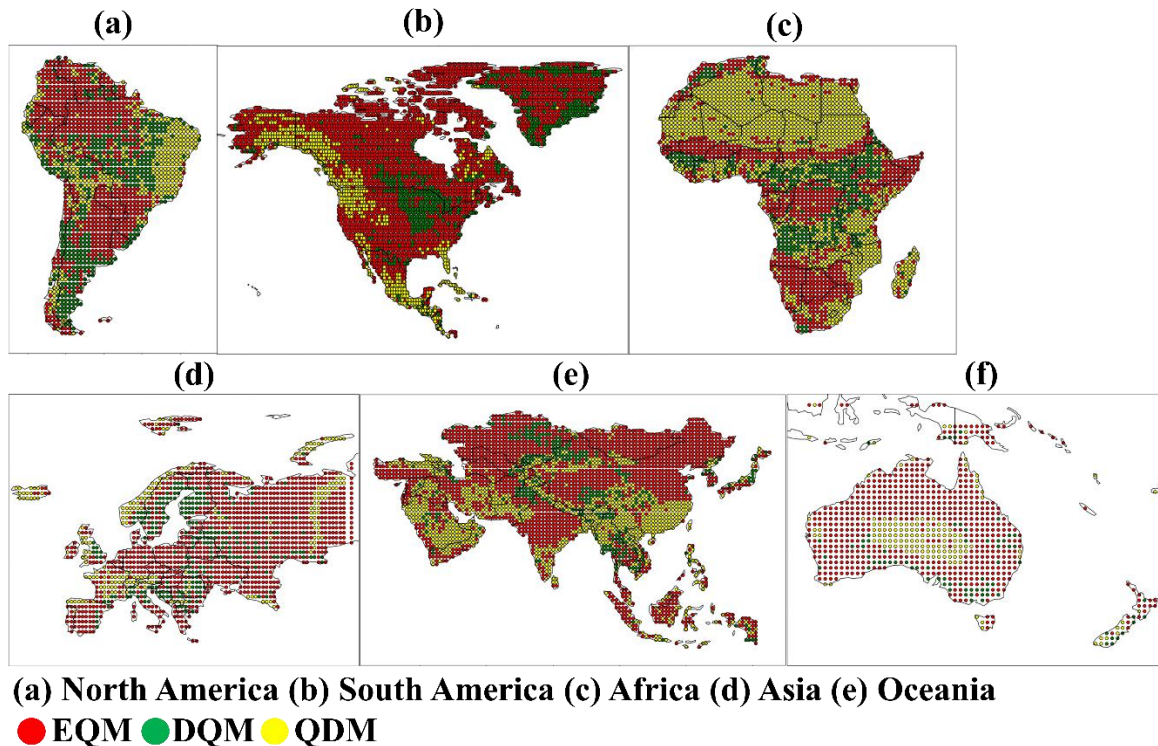 (a) (b) (c)
(d) (e) (f)
(a) North America (b) South America (c) Africa (d) Asia (e) Oceania
EQM DQM QDM